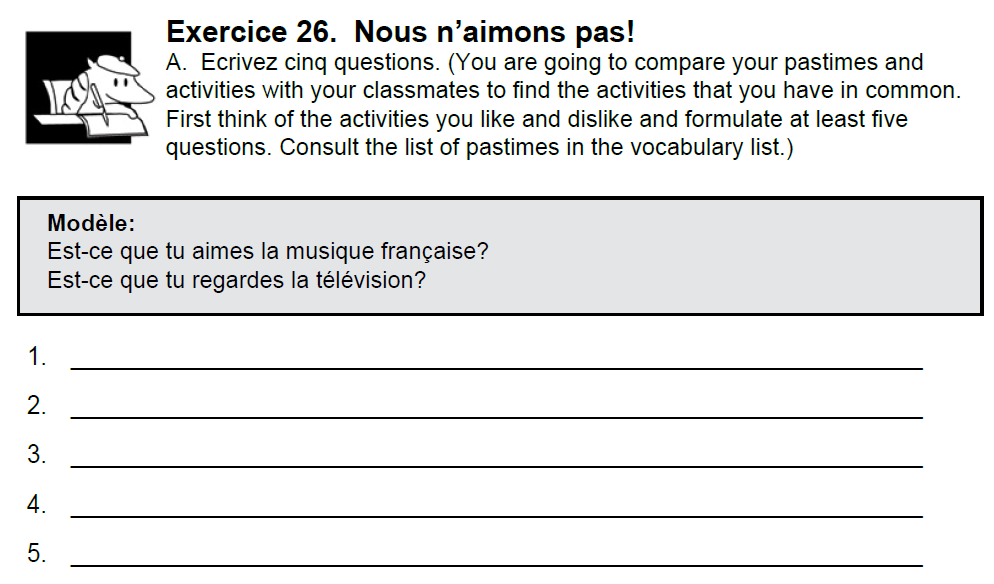 Exercice 26.  Nous n'aimons pas!
A.  Ecrivez cinq questions. (You are going to compare your pastimes and
activities with your classmates to find the activities that you have in common.
First think of the activities you like and dislike and formulate at least five
questions. Consult the list of pastimes in the vocabulary list.)
Modèle:
Est-ce que tu aimes la musique française?
Est-ce que tu regardes la télévision?
1.
2.
3.
4.
5.